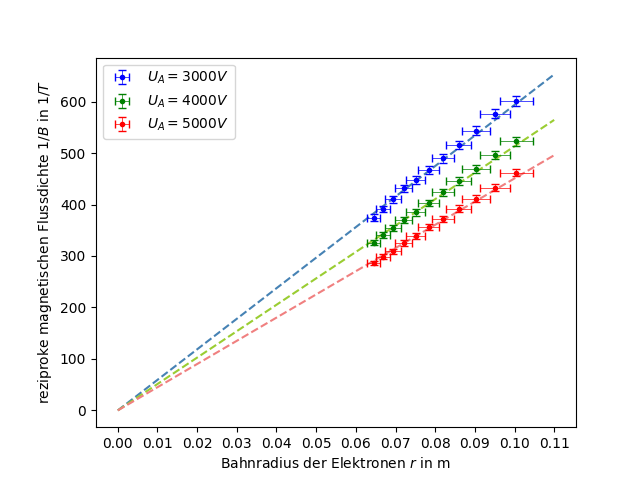 U_A = 3000V
U_A = 4000V
U_A = 5000V
reziproke magnetischen Flussdichte 1/B in 1/T
600
500
400
300
200
100
0
0.00 0.01 0.02 0.03 0.04 0.05 0.06 0.07 0.08 0.09 0.10 0.11
Bahnradius der Elektronen r in m